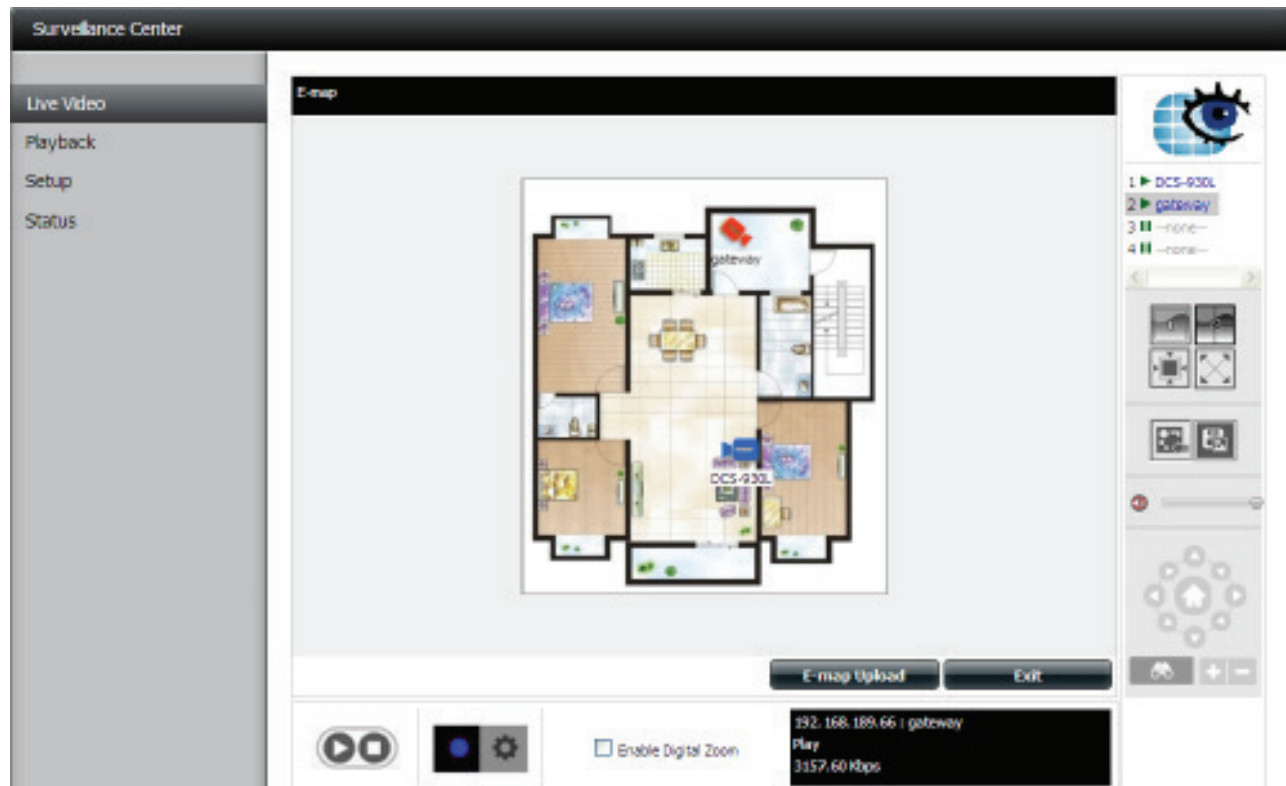 Surveillance Center
Live Video
Playback
Setup
Status
E-map
gateway
DCS-930L
E-map Upload
Exit
Enable Digital Zoom
192.168.189.66 : gateway
Play
3157.60 Kbps
1 DCS-930L
2 gateway
3 --none--
4 --none--